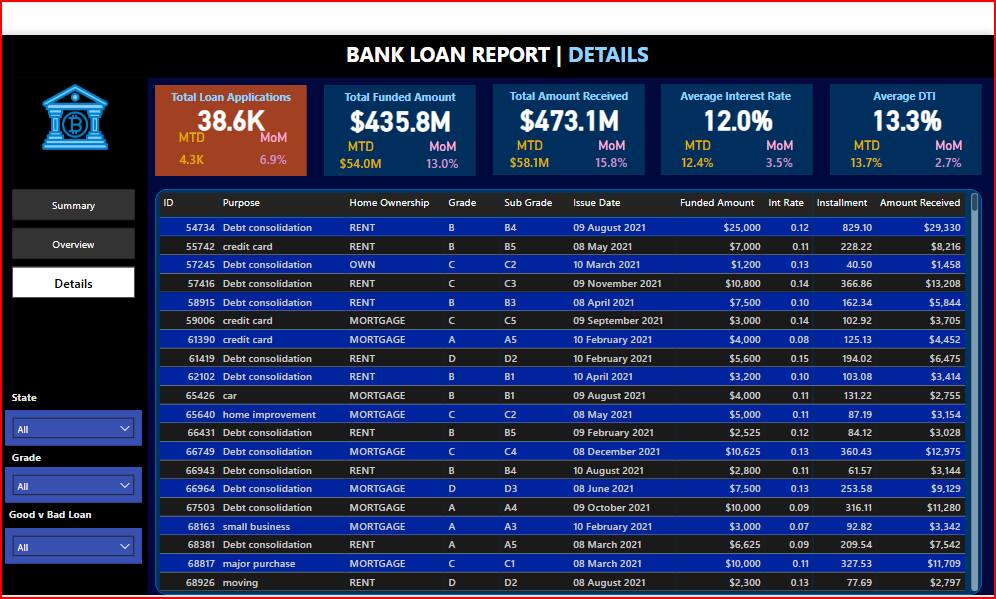 BANK LOAN REPORT | DETAILS
Total Loan Applications
38.6K
MTD MoM
4.3K 6.9%
Total Funded Amount
$435.8M
MTD MoM
$54.0M 13.0%
Total Amount Received
$473.1M
MTD MoM
$58.1M 15.8%
Average Interest Rate
12.0%
MTD MoM
12.4% 3.5%
Average DTI
13.3%
MTD MoM
13.7% 2.7%
Summary
Overview
Details
State
All
Grade
All
Good v Bad Loan
All
ID Purpose Home Ownership Grade Sub Grade Issue Date Funded Amount Int Rate Installment Amount Received
54734 Debt consolidation RENT B B4 09 August 2021 $25,000 0.12 829.10 $29,330
55742 credit card RENT B B5 08 May 2021 $7,000 0.11 228.22 $8,216
57245 Debt consolidation OWN C C2 10 March 2021 $1,200 0.13 40.50 $1,458
57416 Debt consolidation RENT C C3 09 November 2021 $10,800 0.14 366.86 $13,208
58915 Debt consolidation RENT B B3 08 April 2021 $7,500 0.10 162.34 $5,844
59006 credit card MORTGAGE C C5 09 September 2021 $3,000 0.14 102.92 $3,705
61390 credit card MORTGAGE A A5 10 February 2021 $4,000 0.08 125.13 $4,452
61419 Debt consolidation RENT D D2 10 February 2021 $5,600 0.15 194.02 $6,475
62102 Debt consolidation RENT B B1 10 April 2021 $3,200 0.10 103.08 $3,414
65426 car MORTGAGE B B1 09 August 2021 $4,000 0.11 131.22 $2,755
65640 home improvement MORTGAGE C C2 08 May 2021 $5,000 0.11 87.19 $3,154
66431 Debt consolidation RENT B B5 09 February 2021 $2,525 0.12 84.12 $3,028
66749 Debt consolidation MORTGAGE C C4 08 December 2021 $10,625 0.13 360.43 $12,975
66943 Debt consolidation RENT B B4 10 August 2021 $2,800 0.11 61.57 $3,144
66964 Debt consolidation MORTGAGE D D3 08 June 2021 $7,500 0.13 253.58 $9,129
67503 Debt consolidation MORTGAGE A A4 09 October 2021 $10,000 0.09 316.11 $11,280
68163 small business MORTGAGE A A3 10 February 2021 $3,000 0.07 92.82 $3,342
68381 Debt consolidation RENT A A5 08 March 2021 $6,625 0.09 209.54 $7,542
68817 major purchase MORTGAGE C C1 08 March 2021 $10,000 0.11 327.53 $11,709
68926 moving RENT D D2 08 August 2021 $2,300 0.13 77.69 $2,797